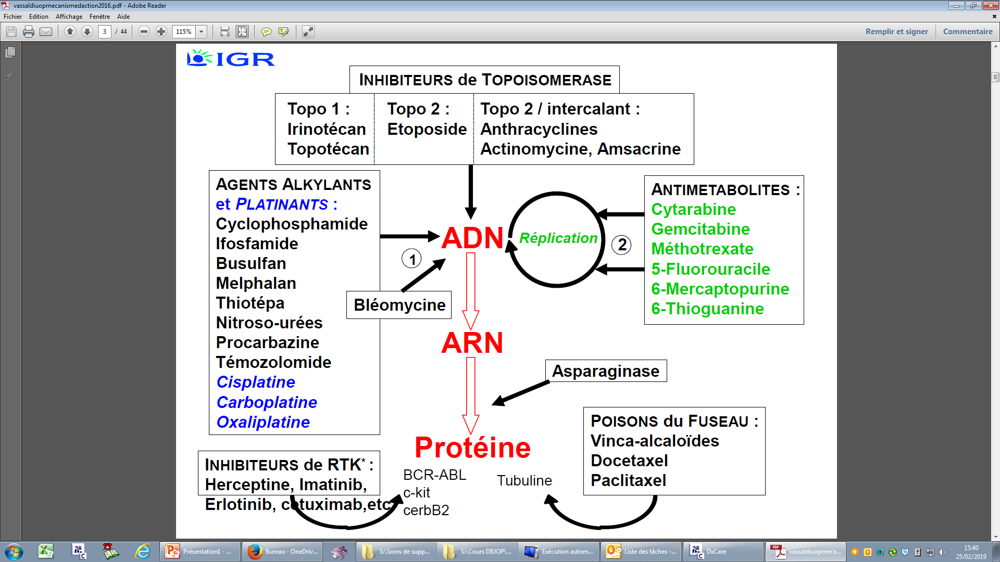 vassaldiuopmecanismedaction2016.pdf - Adobe Reader
Fichier Edition Affichage Fenêtre Aide
3 / 44 115% Remplir et signer Commentaire
IGR
INHIBITEURS de TOPOISOMERASE
Topo 1 :
Irinotécan
Topotécan
Topo 2 :
Etoposide
Topo 2 / intercalant :
Anthracyclines
Actinomycine, Amsacrine
AGENTS ALKYLANTS
et PLATINANTS :
Cyclophosphamide
Ifosfamide
Busulfan
Melphalan
Thiotépa
Nitroso-urées
Procarbazine
Témozolomide
Cisplatine
Carboplatine
Oxaliplatine
1
Bléomycine
ADN
Réplication
2
ANTIMETABOLITES :
Cytarabine
Gemcitabine
Méthotrexate
5-Fluorouracile
6-Mercaptopurine
6-Thioguanine
ARN
Asparaginase
Protéine
INHIBITEURS de RTK* :
Herceptine, Imatinib,
Erlotinib, cetuximab,etc
BCR-ABL
c-kit
cerbB2
Tubuline
POISONS du FUSEAU :
Vinca-alcaloïdes
Docetaxel
Paclitaxel
Présentation1 - ...
Bureau - OneDriv...
S:\Soins de supp...
S:\Cours DIUOP\...
Exécution autom...
Liste des tâches -...
DxCare
vassaldiuopmeca...
15:40
25/02/2019